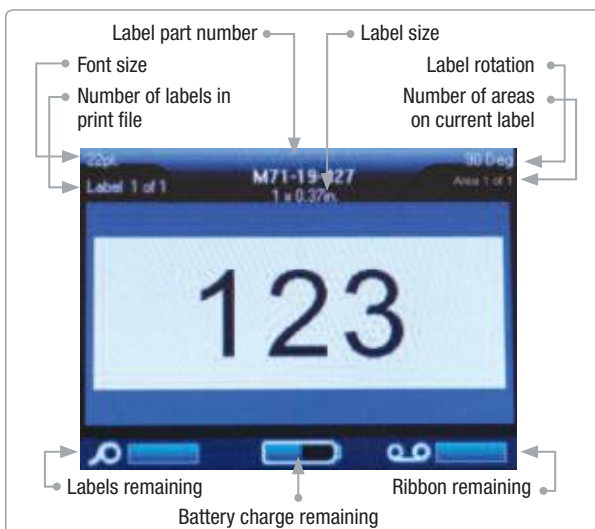 Label part number
Label size
Font size
Label rotation
Number of labels in
print file
Number of areas
on current label
22pt.
90 Deg
Label 1 of 1
M71-19-427
Area 1 of 1
1 x 0.37in.
123
Labels remaining
Ribbon remaining
Battery charge remaining